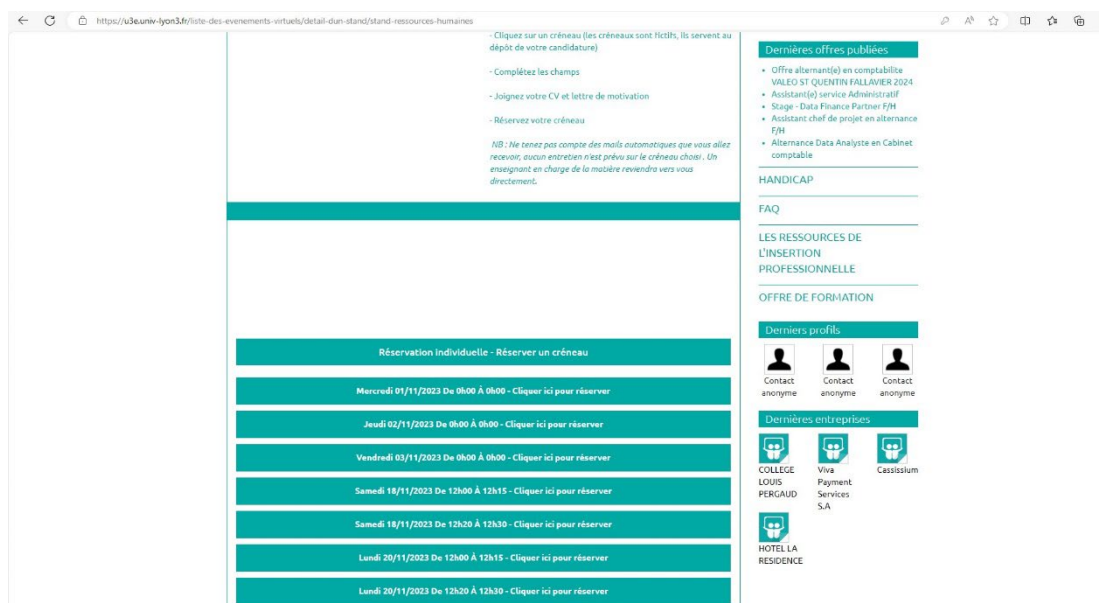 https://u3e.univ-lyon3.fr/liste-des-evenements-virtuels/detail-dun-stand/stand-ressources-humaines
- Cliquez sur un créneau (les créneaux sont fictifs, ils servent au
dépôt de votre candidature)
- Complétez les champs
- Joignez votre CV et lettre de motivation
- Réservez votre créneau
NB : Ne tenez pas compte des mails automatiques que vous allez
recevoir, aucun entretien n'est prévu sur le créneau choisi . Un
enseignant en charge de la matière reviendra vers vous
directement.
Réservation individuelle - Réserver un créneau
Mercredi 01/11/2023 De 0h00 À 0h00 - Cliquer ici pour réserver
Jeudi 02/11/2023 De 0h00 À 0h00 - Cliquer ici pour réserver
Vendredi 03/11/2023 De 0h00 À 0h00 - Cliquer ici pour réserver
Samedi 18/11/2023 De 12h00 À 12h15 - Cliquer ici pour réserver
Samedi 18/11/2023 De 12h20 À 12h30 - Cliquer ici pour réserver
Lundi 20/11/2023 De 12h00 À 12h15 - Cliquer ici pour réserver
Lundi 20/11/2023 De 12h20 À 12h30 - Cliquer ici pour réserver
Dernières offres publiées
• Offre alternant(e) en comptabilite
VALEO ST QUENTIN FALLAVIER 2024
• Assistant(e) service Administratif
• Stage - Data Finance Partner F/H
• Assistant chef de projet en alternance
F/H
• Alternance Data Analyste en Cabinet
comptable
HANDICAP
FAQ
LES RESSOURCES DE
L'INSERTION
PROFESSIONNELLE
OFFRE DE FORMATION
Derniers profils
Contact anonyme
Contact anonyme
Contact anonyme
Dernières entreprises
COLLEGE
LOUIS
PERGAUD
Viva
Payment
Services
S.A
Cassissium
HOTEL LA
RESIDENCE